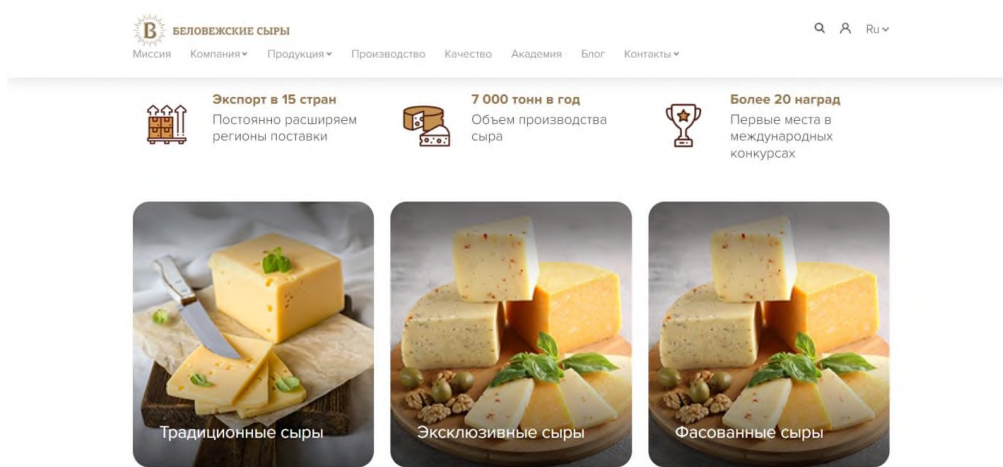 B БЕЛОВЕЖСКИЕ СЫРЫ
Ru
Миссия Компания Продукция Производство Качество Академия Блог Контакты
Экспорт в 15 стран
Постоянно расширяем
регионы поставки
7 000 тонн в год
Объем производства
сыра
Более 20 наград
Первые места в
международных
конкурсах
Традиционные сыры
Эксклюзивные сыры
Фасованные сыры